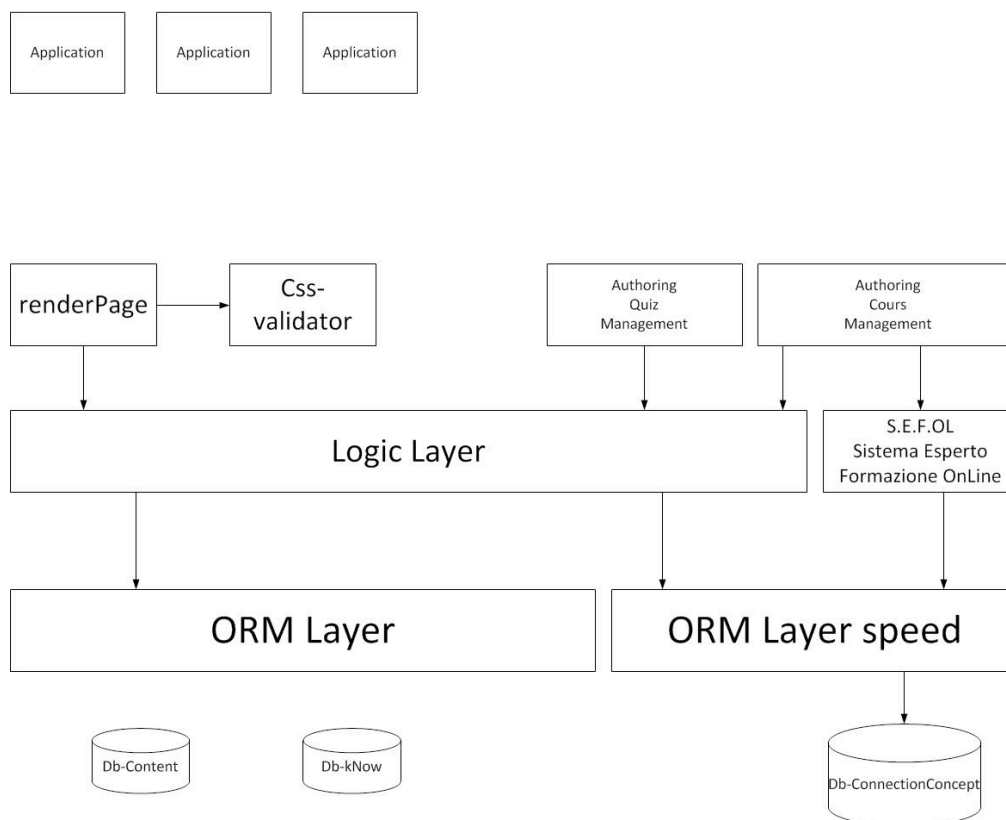 Application
Application
Application
renderPage
Css-
validator
Authoring
Quiz
Management
Authoring
Cours
Management
Logic Layer
S.E.F.OL
Sistema Esperto
Formazione OnLine
ORM Layer
ORM Layer speed
Db-Content
Db-kNow
Db-ConnectionConcept